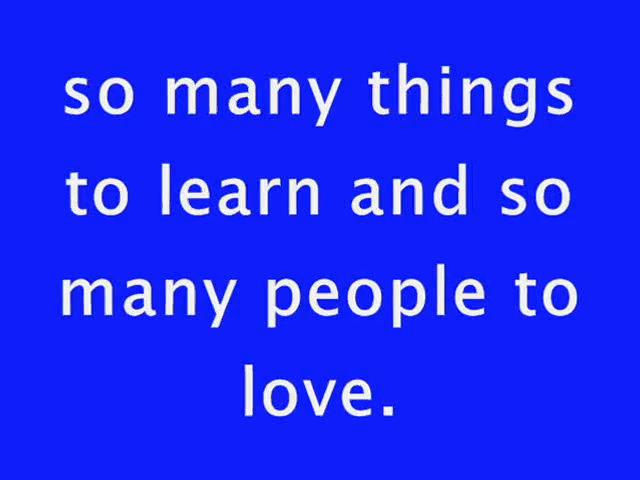 so many things
to learn and so
many people to
love.